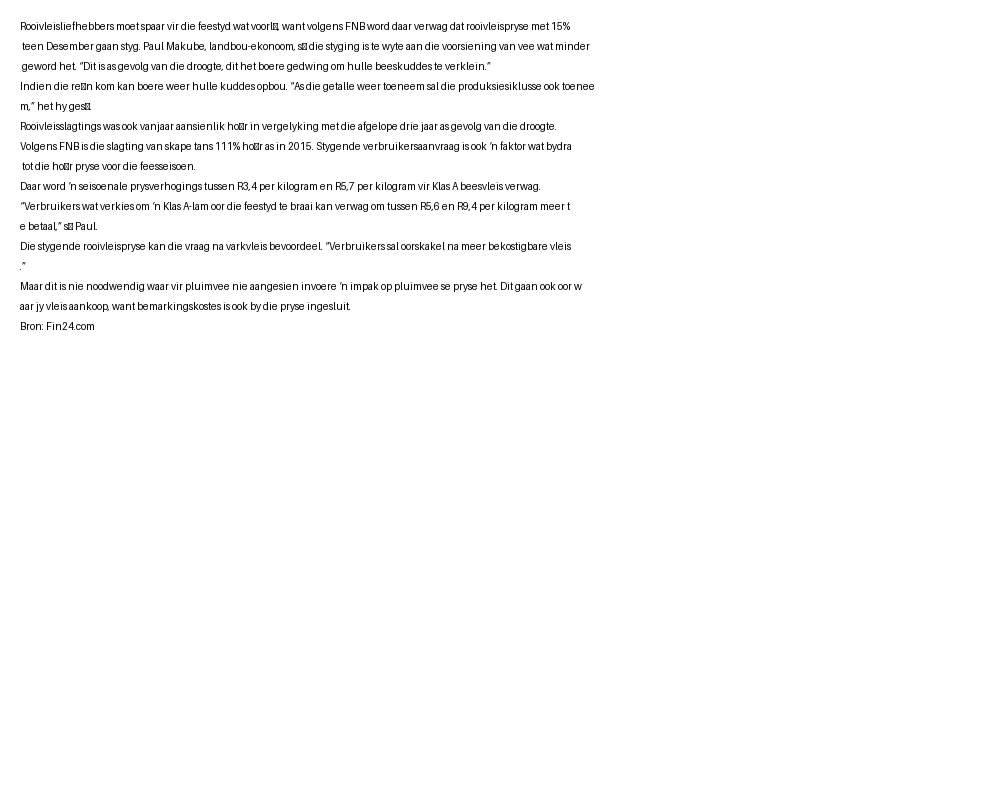 Rooivleisliefhebbers moet spaar vir die feestyd wat voorl▯, want volgens FNB word daar verwag dat rooivleispryse met 15%
teen Desember gaan styg. Paul Makube, landbou-ekonoom, s▯ die styging is te wyte aan die voorsiening van vee wat minder
geword het. “Dit is as gevolg van die droogte, dit het boere gedwing om hulle beeskuddes te verklein.”
Indien die re▯n kom kan boere weer hulle kuddes opbou. “As die getalle weer toeneem sal die produksiesiklusse ook toenee
m,” het hy ges▯.
Rooivleisslagtings was ook vanjaar aansienlik ho▯r in vergelyking met die afgelope drie jaar as gevolg van die droogte.
Volgens FNB is die slagting van skape tans 111% ho▯r as in 2015. Stygende verbruikersaanvraag is ook ’n faktor wat bydra
tot die ho▯r pryse voor die feesseisoen.
Daar word ’n seisoenale prysverhogings tussen R3,4 per kilogram en R5,7 per kilogram vir Klas A beesvleis verwag.
“Verbruikers wat verkies om ’n Klas A-lam oor die feestyd te braai kan verwag om tussen R5,6 en R9,4 per kilogram meer t
e betaal,” s▯ Paul.
Die stygende rooivleispryse kan die vraag na varkvleis bevoordeel. “Verbruikers sal oorskakel na meer bekostigbare vleis
.”
Maar dit is nie noodwendig waar vir pluimvee nie aangesien invoere ’n impak op pluimvee se pryse het. Dit gaan ook oor w
aar jy vleis aankoop, want bemarkingskostes is ook by die pryse ingesluit.
Bron: Fin24.com